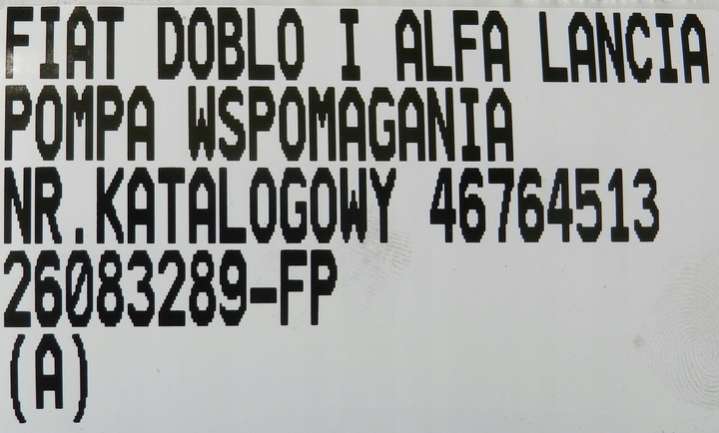 FIAT DOBLO I ALFA LANCIA
POMPA WSPOMAGANIA
NR.KATALOGOWY 46764513
26083289-FP
(A)